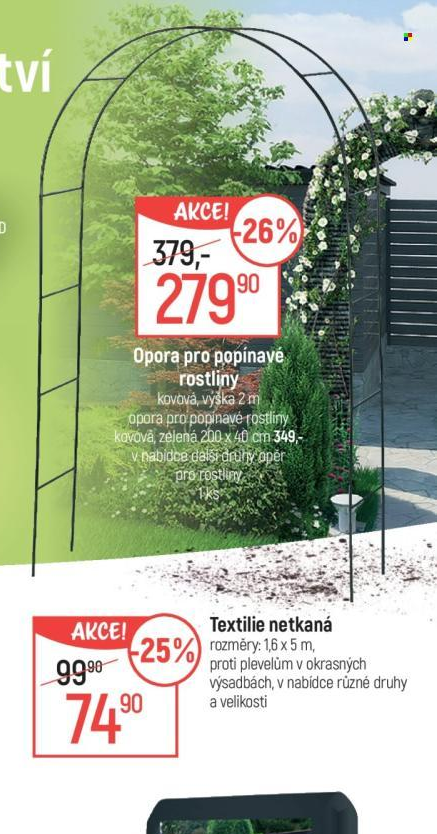 tví
D
AKCE!
-26%
379,-
279 90
Opora pro popínavé
rostliny
kovová, výška 2 m
opora pro popínavé rostliny
kovová, zelená 200 x 40 cm 349,-
v nabídce další druhy opěr
pro rostliny
1 ks
AKCE!
-25%
99 90
74 90
Textilie netkaná
rozměry: 1,6 x 5 m,
proti plevelům v okrasných
výsadbách, v nabídce různé druhy
a velikosti